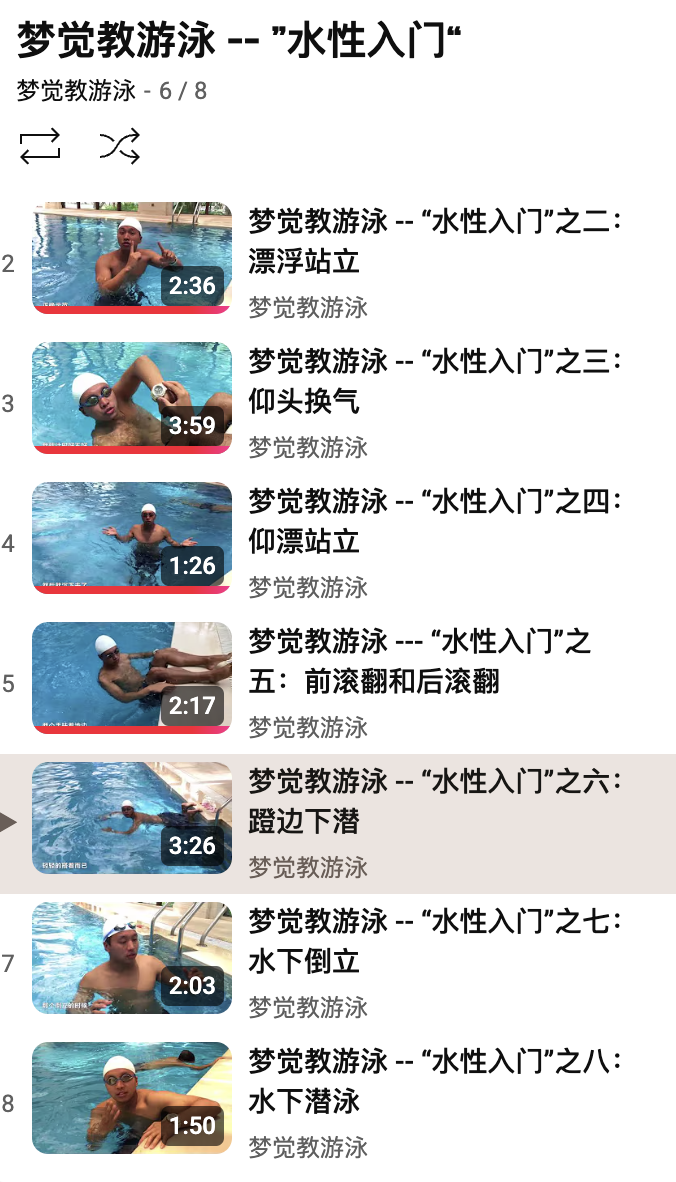 梦觉教游泳 -- ”水性入门“
梦觉教游泳 - 6 / 8
2
2:36
梦觉教游泳 -- “水性入门”之二：
漂浮站立
梦觉教游泳
3
3:59
梦觉教游泳 -- “水性入门”之三：
仰头换气
梦觉教游泳
4
1:26
梦觉教游泳 -- “水性入门”之四：
仰漂站立
梦觉教游泳
5
2:17
梦觉教游泳 --- “水性入门”之
五：前滚翻和后滚翻
梦觉教游泳
3:26
轻轻的蹬着而已
梦觉教游泳 -- “水性入门”之六：
蹬边下潜
梦觉教游泳
7
2:03
梦觉教游泳 -- “水性入门”之七：
水下倒立
梦觉教游泳
8
1:50
梦觉教游泳 -- “水性入门”之八：
水下潜泳
梦觉教游泳